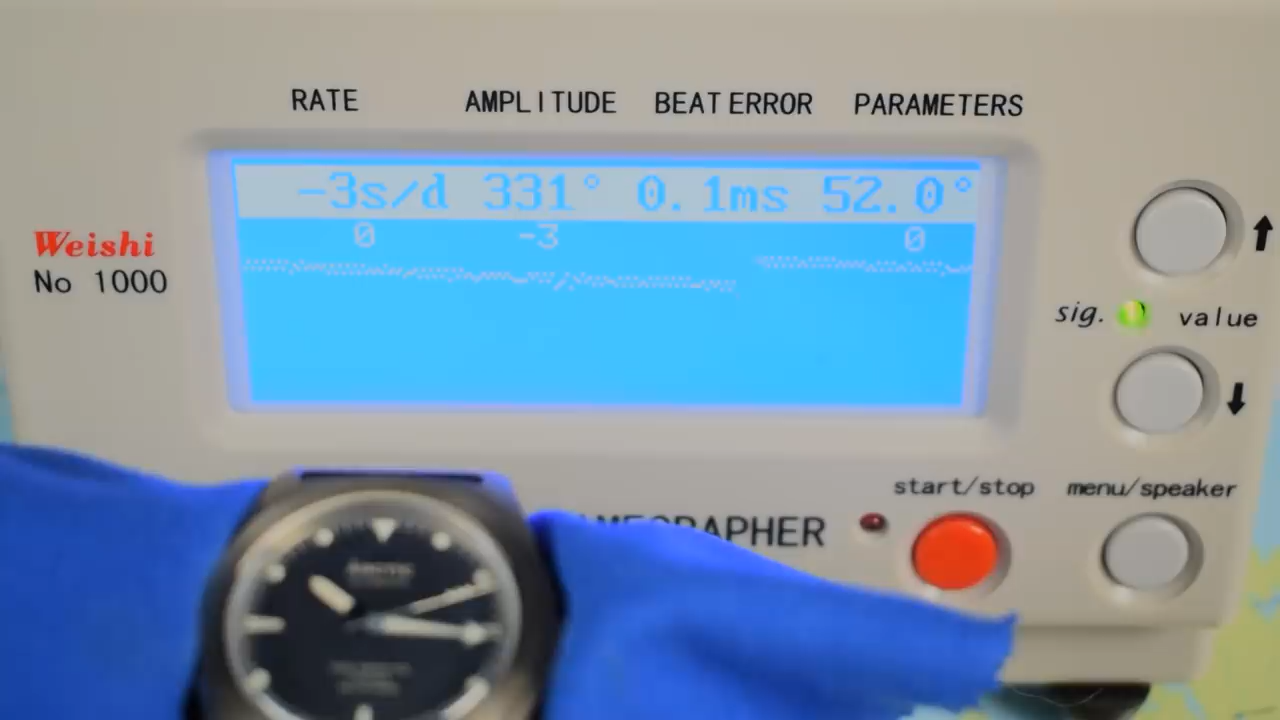 RATE AMPLITUDE BEAT ERROR PARAMETERS
-3s/d 331° 0.1ms 52.0°
0 -3 0
Weishi
No 1000
sig. value
start/stop menu/speaker